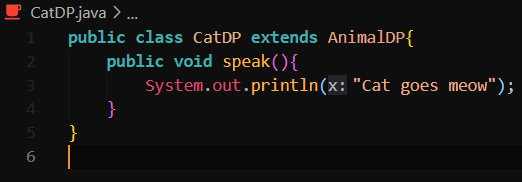 CatDP.java > ...
1 public class CatDP extends AnimalDP{
2     public void speak(){
3         System.out.println(x: "Cat goes meow");
4     }
5 }
6